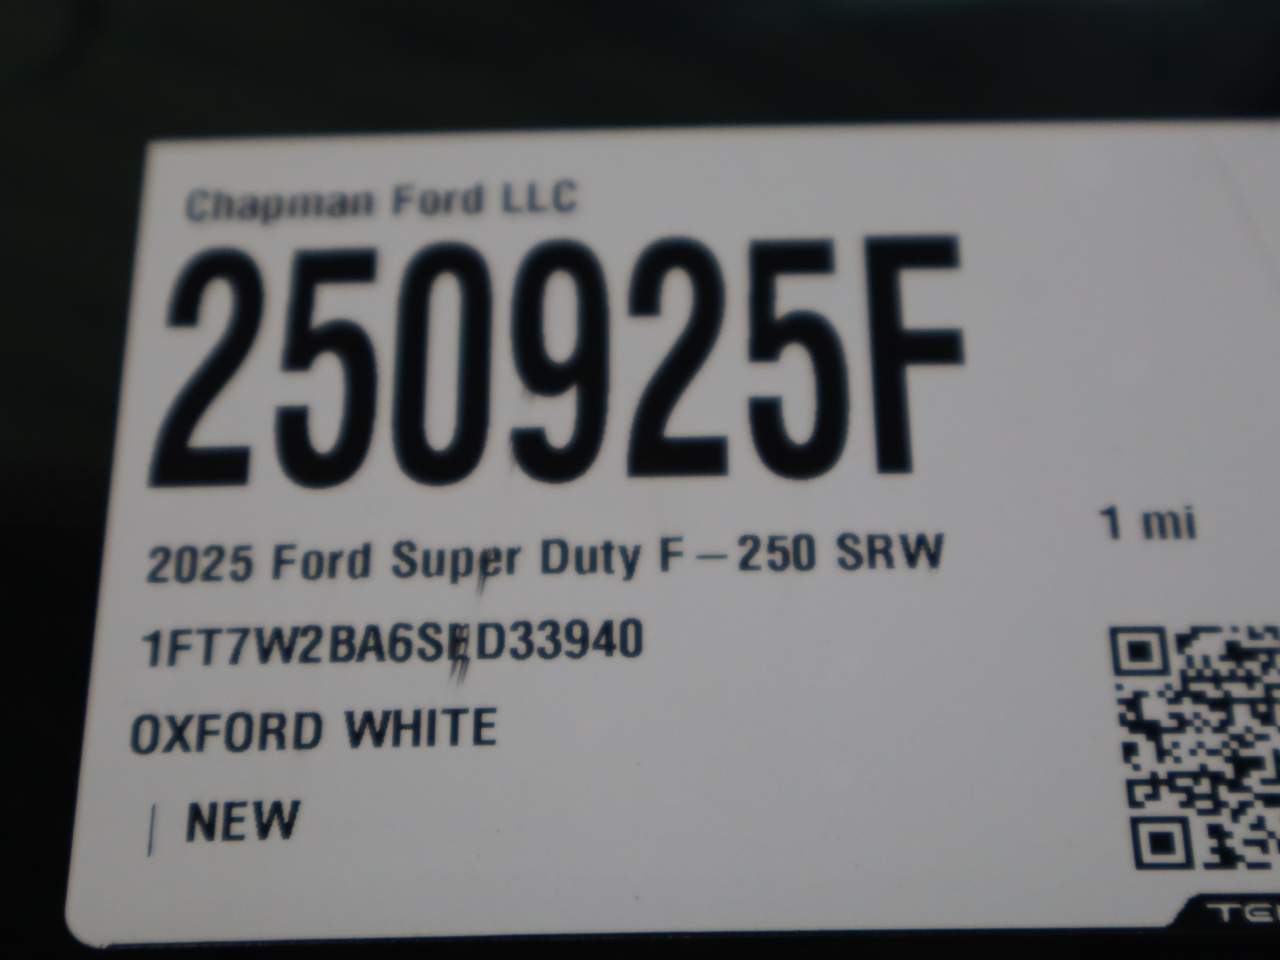 Chapman Ford LLC
250925F
2025 Ford Super Duty F-250 SRW
1 mi
1FT7W2BA6SED33940
OXFORD WHITE
| NEW